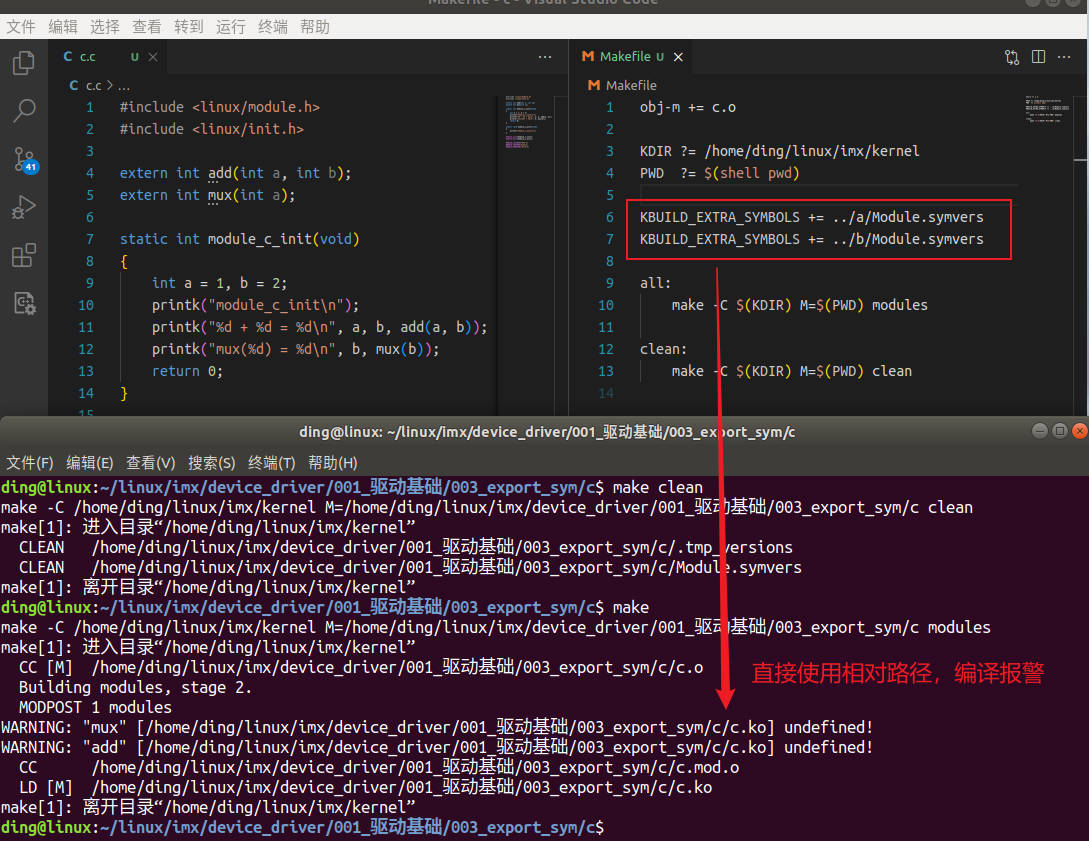 Makefile - c - Visual Studio Code
文件 编辑 选择 查看 转到 运行 终端 帮助
C c.c U
M Makefile U
C c.c > ...
M Makefile
41
1 #include <linux/module.h>
2 #include <linux/init.h>
3
4 extern int add(int a, int b);
5 extern int mux(int a);
6
7 static int module_c_init(void)
8 {
9 int a = 1, b = 2;
10 printk("module_c_init\n");
11 printk("%d + %d = %d\n", a, b, add(a, b));
12 printk("mux(%d) = %d\n", b, mux(b));
13 return 0;
14 }
15
1 obj-m += c.o
2
3 KDIR ?= /home/ding/linux/imx/kernel
4 PWD ?= $(shell pwd)
5
6 KBUILD_EXTRA_SYMBOLS += ../a/Module.symvers
7 KBUILD_EXTRA_SYMBOLS += ../b/Module.symvers
8
9 all:
10 make -C $(KDIR) M=$(PWD) modules
11
12 clean:
13 make -C $(KDIR) M=$(PWD) clean
14
ding@linux: ~/linux/imx/device_driver/001_驱动基础/003_export_sym/c
文件(F) 编辑(E) 查看(V) 搜索(S) 终端(T) 帮助(H)
ding@linux:~/linux/imx/device_driver/001_驱动基础/003_export_sym/c$ make clean
make -C /home/ding/linux/imx/kernel M=/home/ding/linux/imx/device_driver/001_驱动基础/003_export_sym/c clean
make[1]: 进入目录“/home/ding/linux/imx/kernel”
CLEAN /home/ding/linux/imx/device_driver/001_驱动基础/003_export_sym/c/.tmp_versions
CLEAN /home/ding/linux/imx/device_driver/001_驱动基础/003_export_sym/c/Module.symvers
make[1]: 离开目录“/home/ding/linux/imx/kernel”
ding@linux:~/linux/imx/device_driver/001_驱动基础/003_export_sym/c$ make
make -C /home/ding/linux/imx/kernel M=/home/ding/linux/imx/device_driver/001_驱动基础/003_export_sym/c modules
make[1]: 进入目录“/home/ding/linux/imx/kernel”
CC [M] /home/ding/linux/imx/device_driver/001_驱动基础/003_export_sym/c/c.o
Building modules, stage 2.
MODPOST 1 modules
WARNING: "mux" [/home/ding/linux/imx/device_driver/001_驱动基础/003_export_sym/c/c.ko] undefined!
WARNING: "add" [/home/ding/linux/imx/device_driver/001_驱动基础/003_export_sym/c/c.ko] undefined!
CC /home/ding/linux/imx/device_driver/001_驱动基础/003_export_sym/c/c.mod.o
LD [M] /home/ding/linux/imx/device_driver/001_驱动基础/003_export_sym/c/c.ko
make[1]: 离开目录“/home/ding/linux/imx/kernel”
ding@linux:~/linux/imx/device_driver/001_驱动基础/003_export_sym/c$
直接使用相对路径，编译报警